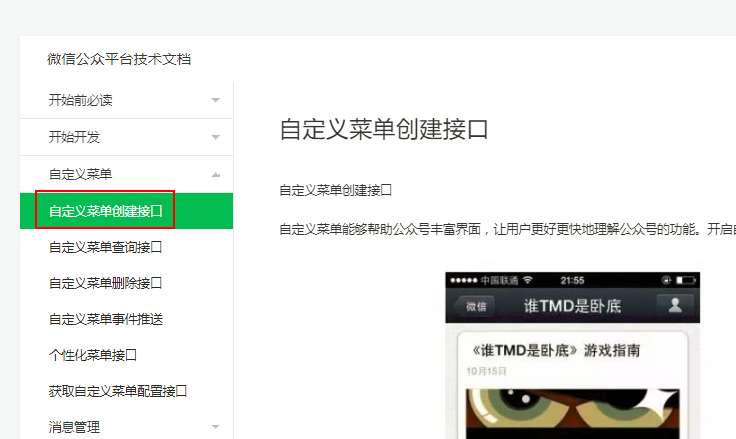 微信公众平台技术文档
开始前必读
开始开发
自定义菜单
自定义菜单创建接口
自定义菜单查询接口
自定义菜单删除接口
自定义菜单事件推送
个性化菜单接口
获取自定义菜单配置接口
消息管理
自定义菜单创建接口
自定义菜单创建接口
自定义菜单能够帮助公众号丰富界面，让用户更好更快地理解公众号的功能。开启
中国联通 21:55
微信 谁TMD是卧底
《谁TMD是卧底》游戏指南
10月15日